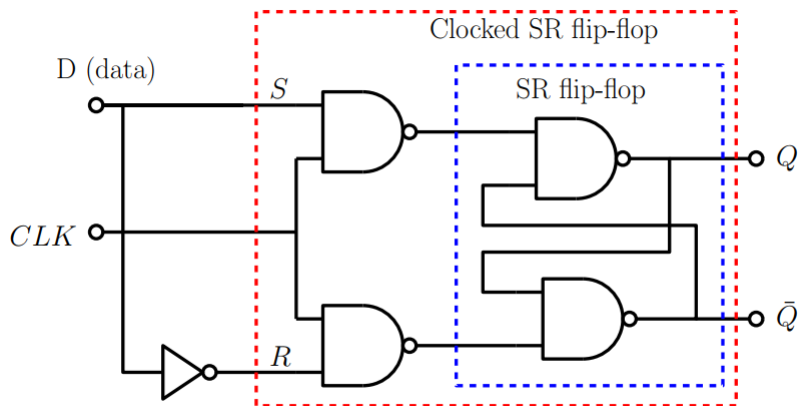 Clocked SR flip-flop
D (data)
S
SR flip-flop
Q
CLK
R
Q̄